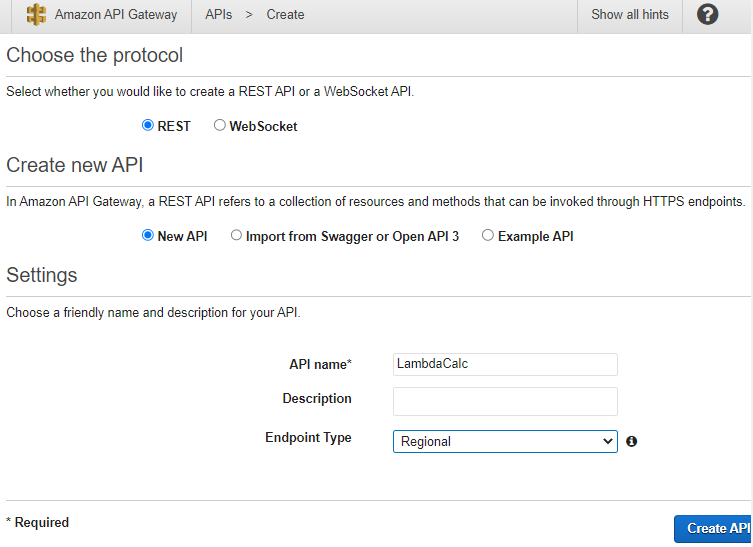 Amazon API Gateway APIs > Create Show all hints ?
Choose the protocol
Select whether you would like to create a REST API or a WebSocket API.
REST WebSocket
Create new API
In Amazon API Gateway, a REST API refers to a collection of resources and methods that can be invoked through HTTPS endpoints.
New API Import from Swagger or Open API 3 Example API
Settings
Choose a friendly name and description for your API.
API name* LambdaCalc
Description
Endpoint Type Regional i
* Required Create API